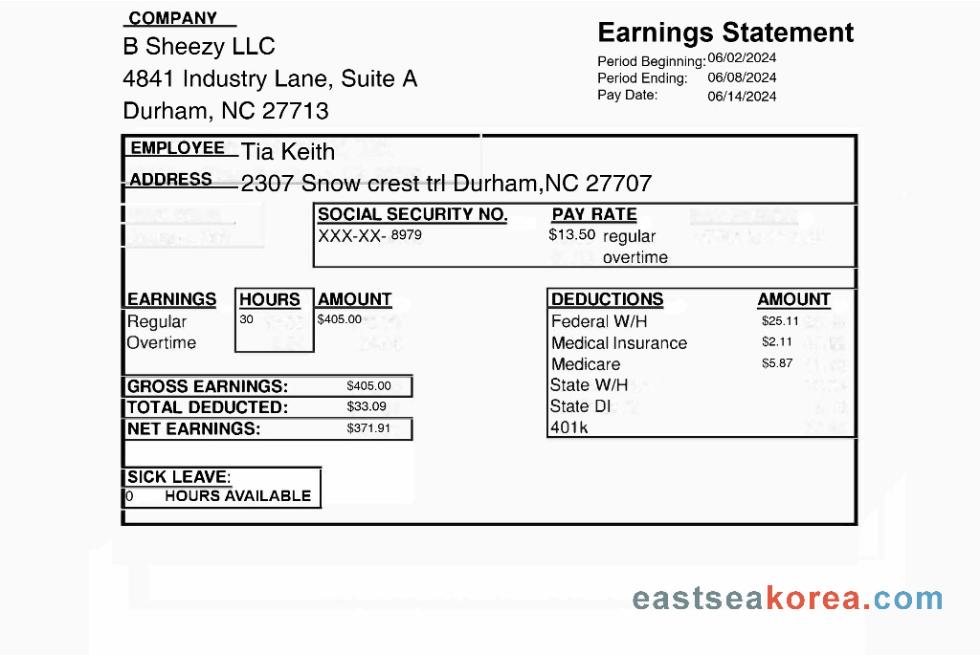 COMPANY
B Sheezy LLC
4841 Industry Lane, Suite A
Durham, NC 27713
Earnings Statement
Period Beginning: 06/02/2024
Period Ending: 06/08/2024
Pay Date: 06/14/2024
EMPLOYEE Tia Keith
ADDRESS 2307 Snow crest trl Durham,NC 27707
SOCIAL SECURITY NO. PAY RATE
XXX-XX- 8979 $13.50 regular
overtime
EARNINGS HOURS AMOUNT
Regular 30 $405.00
Overtime
DEDUCTIONS AMOUNT
Federal W/H $25.11
Medical Insurance $2.11
Medicare $5.87
State W/H
State DI
401k
GROSS EARNINGS: $405.00
TOTAL DEDUCTED: $33.09
NET EARNINGS: $371.91
SICK LEAVE:
0 HOURS AVAILABLE
eastseakorea.com